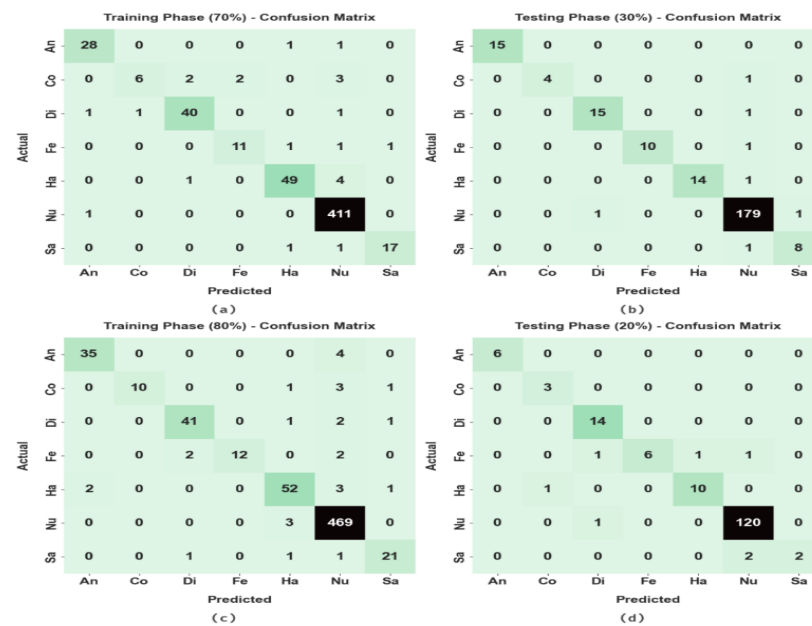 Training Phase (70%) - Confusion Matrix
Actual
An 28 0 0 0 1 1 0
Co 0 6 2 2 0 3 0
Di 1 1 40 0 0 1 0
Fe 0 0 0 11 1 1 1
Ha 0 0 1 0 49 4 0
Nu 1 0 0 0 0 411 0
Sa 0 0 0 0 1 1 17
An Co Di Fe Ha Nu Sa
Predicted
(a)
Testing Phase (30%) - Confusion Matrix
Actual
An 15 0 0 0 0 0 0
Co 0 4 0 0 0 1 0
Di 0 0 15 0 0 1 0
Fe 0 0 0 10 0 1 0
Ha 0 0 0 0 14 1 0
Nu 0 0 1 0 0 179 1
Sa 0 0 0 0 0 1 8
An Co Di Fe Ha Nu Sa
Predicted
(b)
Training Phase (80%) - Confusion Matrix
Actual
An 35 0 0 0 0 4 0
Co 0 10 0 0 1 3 1
Di 0 0 41 0 1 2 1
Fe 0 0 2 12 0 2 0
Ha 2 0 0 0 52 3 1
Nu 0 0 0 0 3 469 0
Sa 0 0 1 0 1 1 21
An Co Di Fe Ha Nu Sa
Predicted
(c)
Testing Phase (20%) - Confusion Matrix
Actual
An 6 0 0 0 0 0 0
Co 0 3 0 0 0 0 0
Di 0 0 14 0 0 0 0
Fe 0 0 1 6 1 1 0
Ha 0 1 0 0 10 0 0
Nu 0 0 1 0 0 120 0
Sa 0 0 0 0 0 2 2
An Co Di Fe Ha Nu Sa
Predicted
(d)